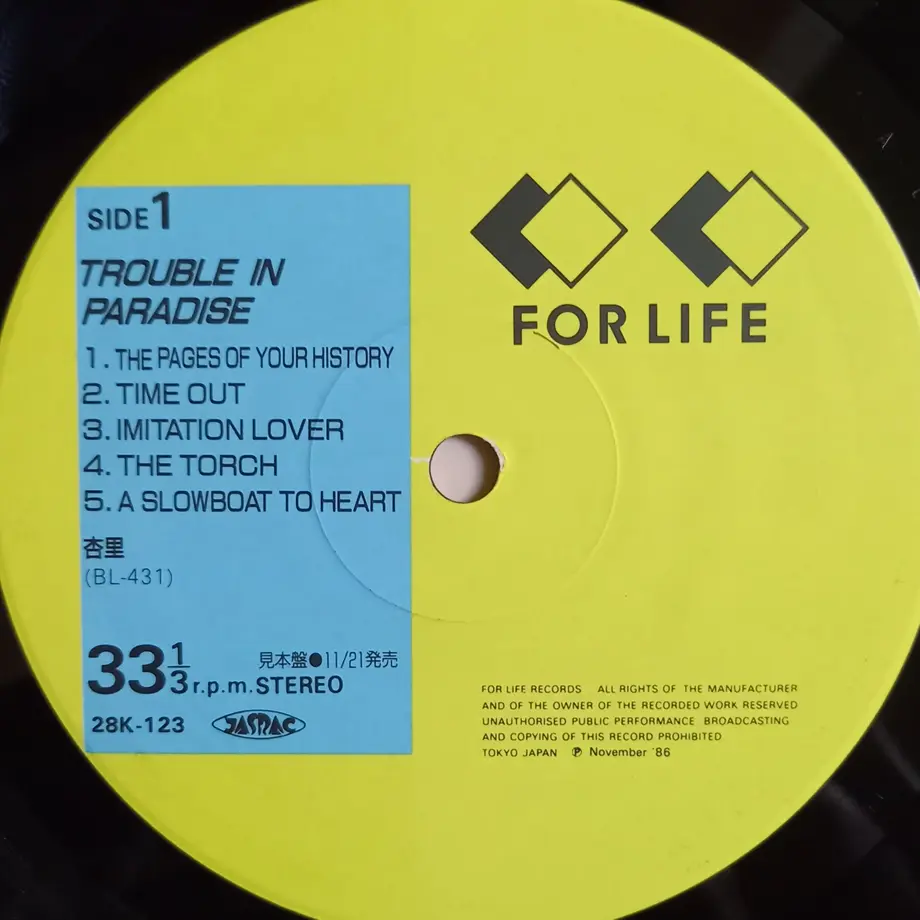 SIDE 1
TROUBLE IN
PARADISE
1. THE PAGES OF YOUR HISTORY
2. TIME OUT
3. IMITATION LOVER
4. THE TORCH
5. A SLOWBOAT TO HEART
杏里
(BL-431)
見本盤●11/21発売
33 1/3 r.p.m. STEREO
28K-123 JASRAC
FOR LIFE
FOR LIFE RECORDS ALL RIGHTS OF THE MANUFACTURER
AND OF THE OWNER OF THE RECORDED WORK RESERVED
UNAUTHORISED PUBLIC PERFORMANCE BROADCASTING
AND COPYING OF THIS RECORD PROHIBITED
TOKYO JAPAN ℗ November '86